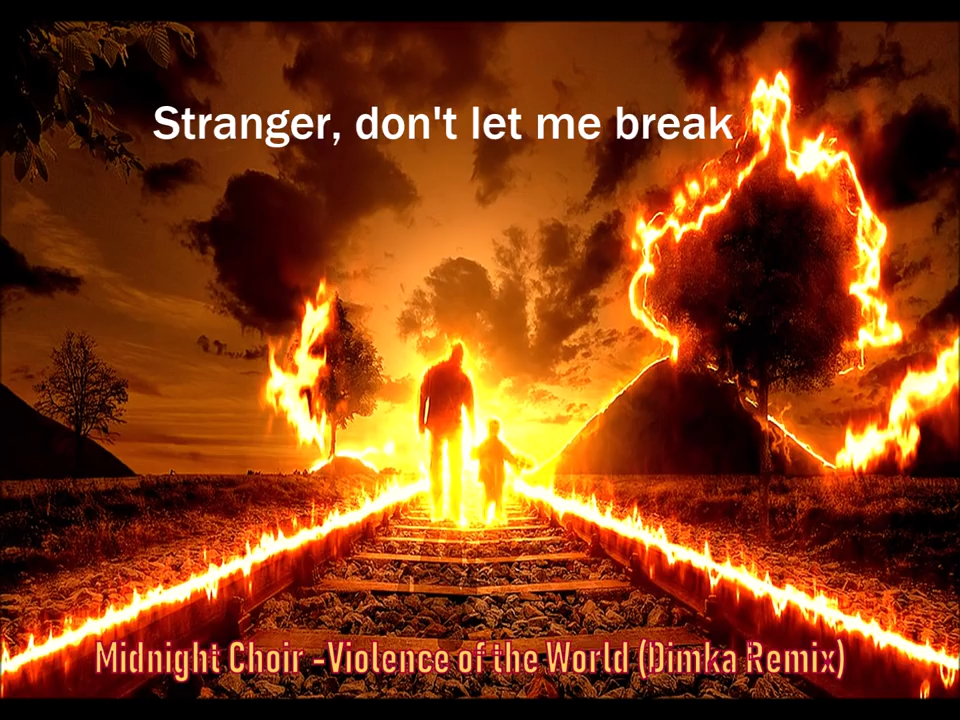 Stranger, don't let me break
Midnight Choir -Violence of the World (Dimka Remix)